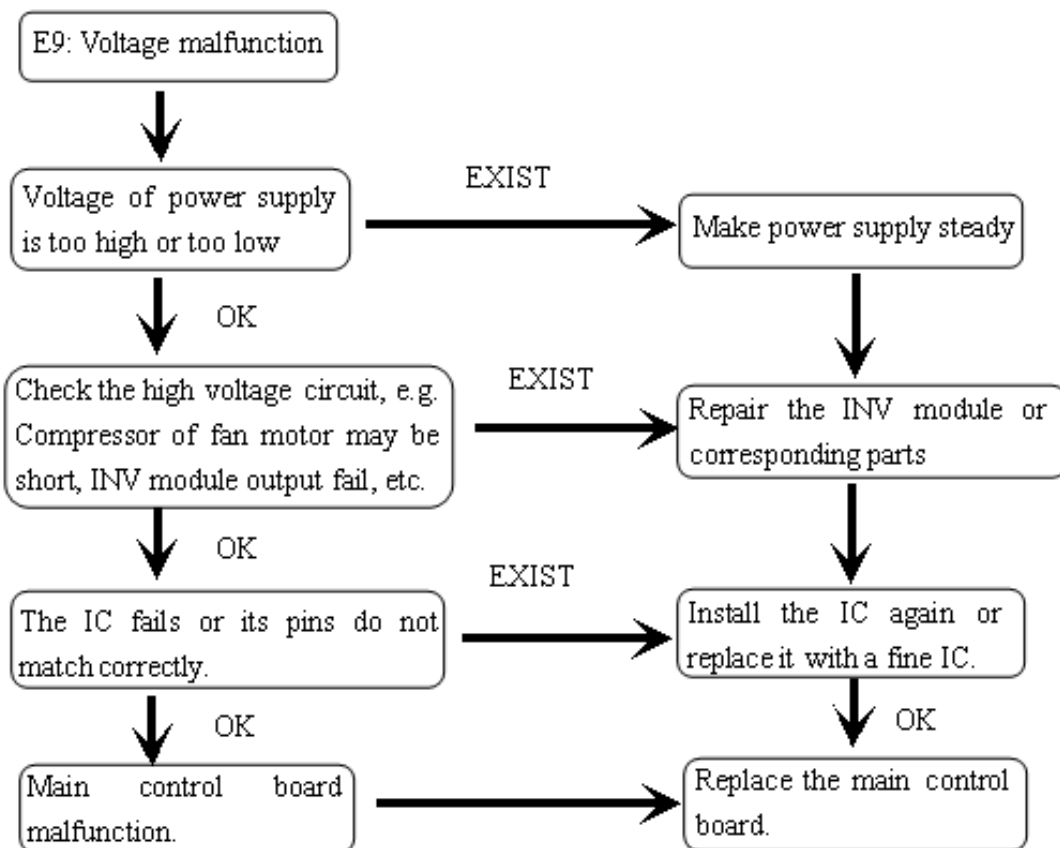 E9: Voltage malfunction
Voltage of power supply
is too high or too low
EXIST
Make power supply steady
OK
Check the high voltage circuit, e.g.
Compressor of fan motor may be
short, INV module output fail, etc.
EXIST
Repair the INV module or
corresponding parts
OK
The IC fails or its pins do not
match correctly.
EXIST
Install the IC again or
replace it with a fine IC.
OK
OK
Main control board
malfunction.
Replace the main control
board.